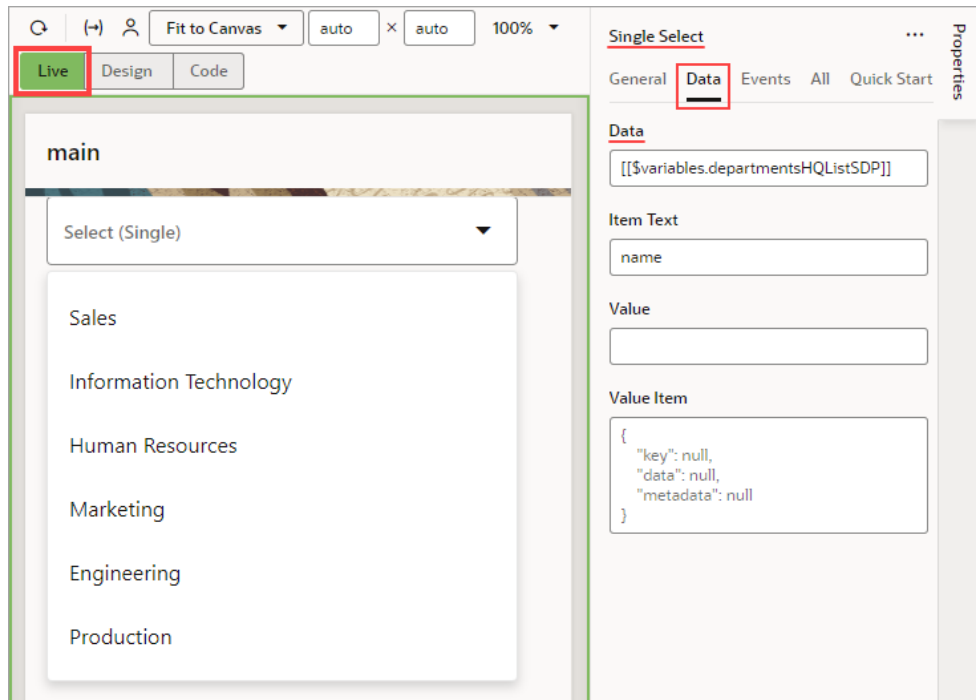 Fit to Canvas auto × auto 100%
Live Design Code
main
Select (Single)
Sales
Information Technology
Human Resources
Marketing
Engineering
Production
Single Select ...
General Data Events All Quick Start
Data
[[$variables.departmentsHQListSDP]]
Item Text
name
Value
Value Item
{
"key": null,
"data": null,
"metadata": null
}
Properties